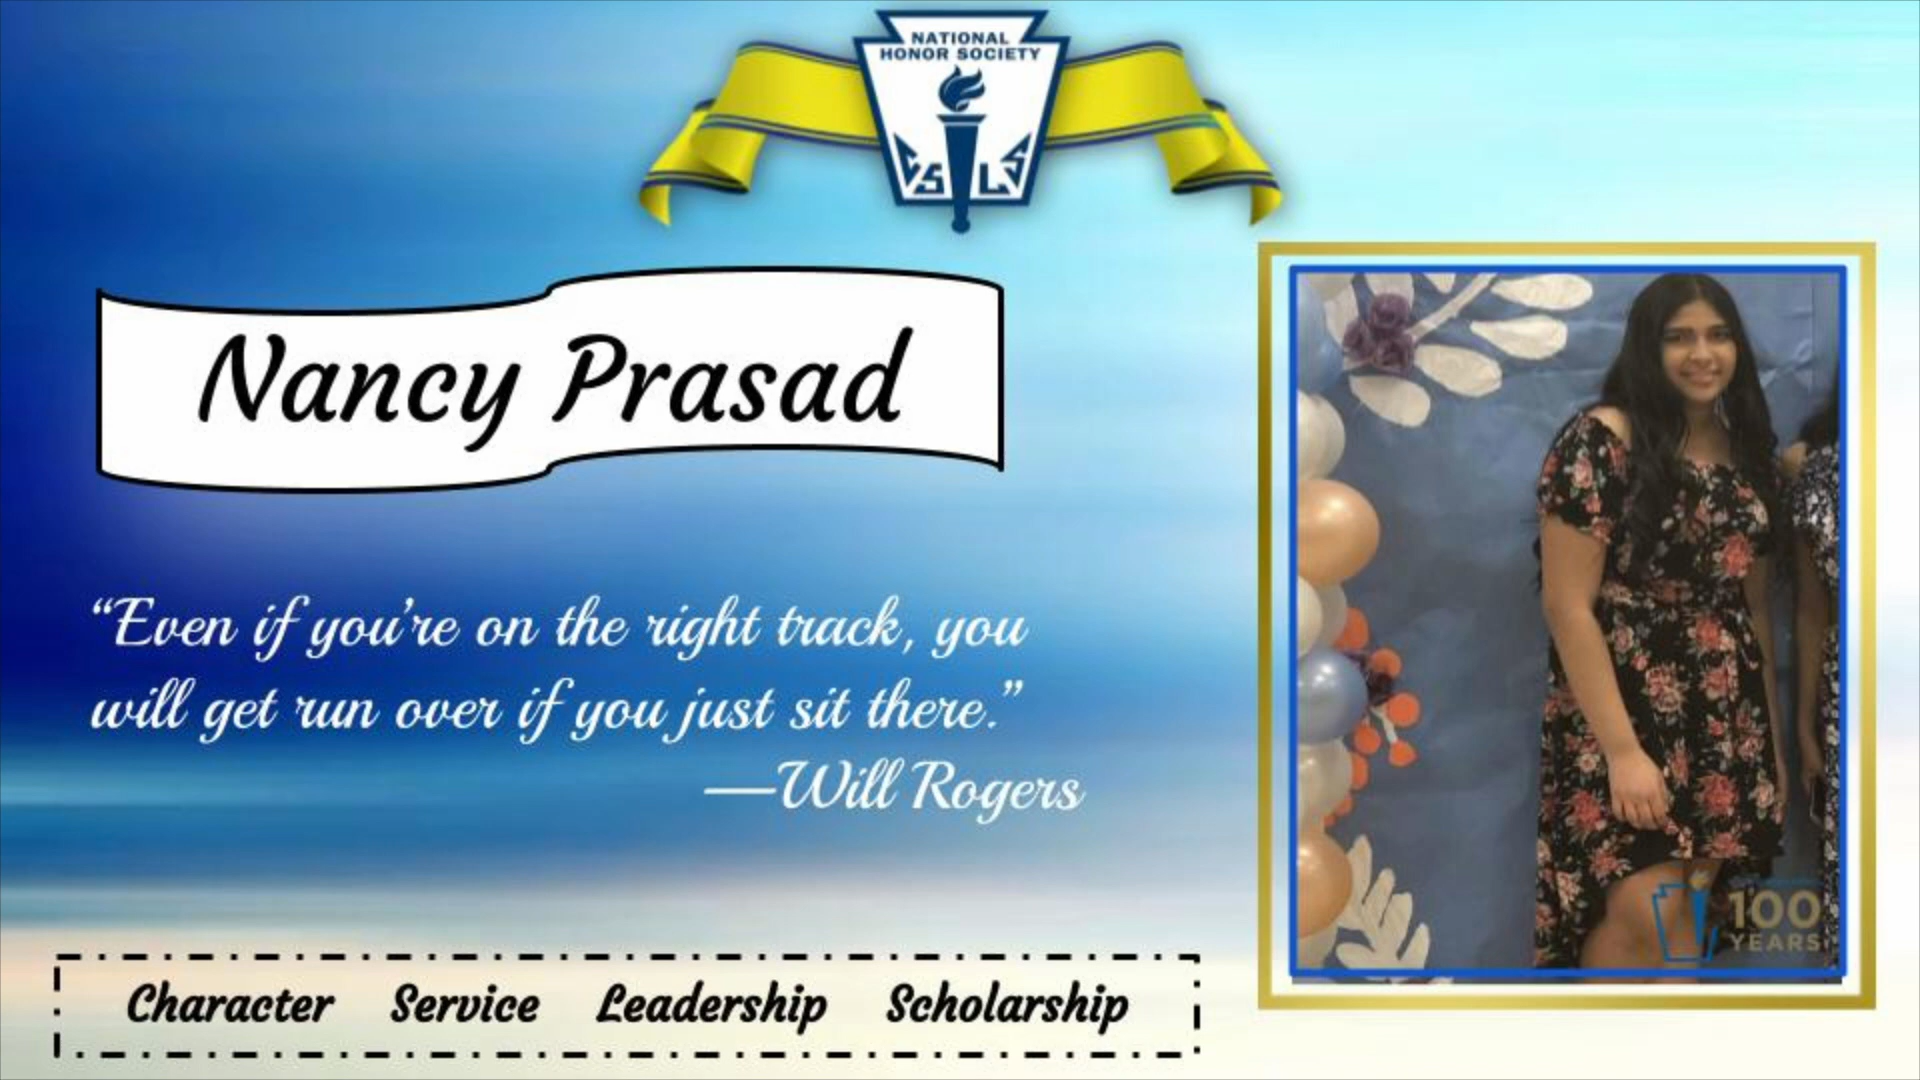 NATIONAL
HONOR SOCIETY
C S L S
Nancy Prasad
“Even if you’re on the right track, you
will get run over if you just sit there.”
—Will Rogers
100
YEARS
Character Service Leadership Scholarship